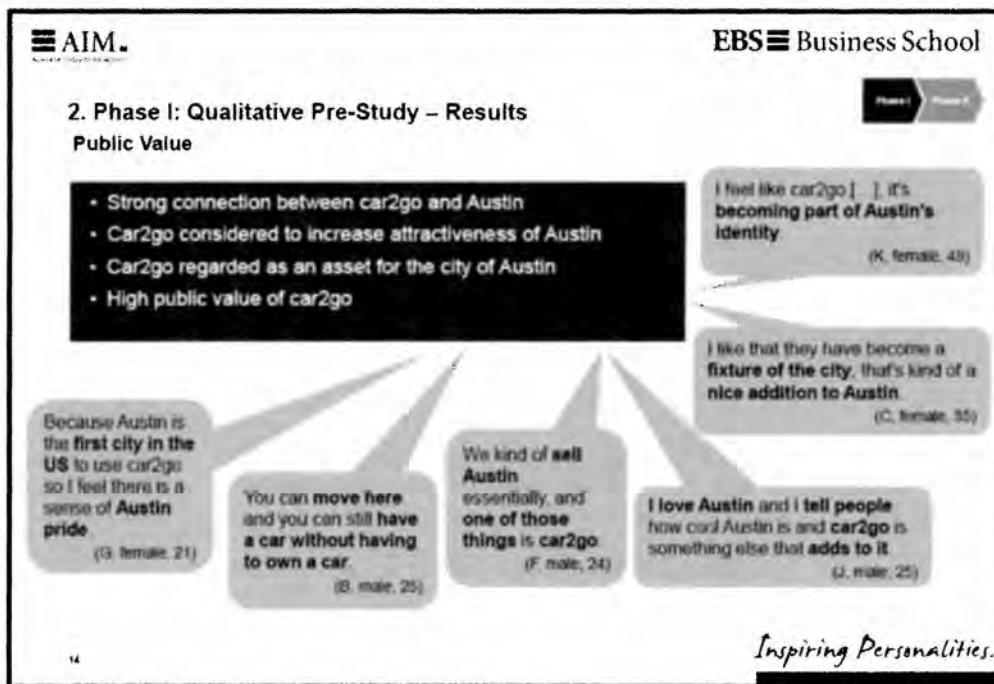 AIM.
EBS Business School
Phase I
2. Phase I: Qualitative Pre-Study – Results
Public Value
• Strong connection between car2go and Austin
• Car2go considered to increase attractiveness of Austin
• Car2go regarded as an asset for the city of Austin
• High public value of car2go
I feel like car2go [...], it's
becoming part of Austin's
identity
(K, female, 49)
I like that they have become a
fixture of the city, that's kind of a
nice addition to Austin
(C, female, 35)
Because Austin is
the first city in the
US to use car2go
so I feel there is a
sense of Austin
pride
(G, female, 21)
You can move here
and you can still have
a car without having
to own a car
(B, male, 25)
We kind of sell
Austin
essentially, and
one of those
things is car2go
(F, male, 24)
I love Austin and I tell people
how cool Austin is and car2go is
something else that adds to it
(J, male, 25)
14
Inspiring Personalities.